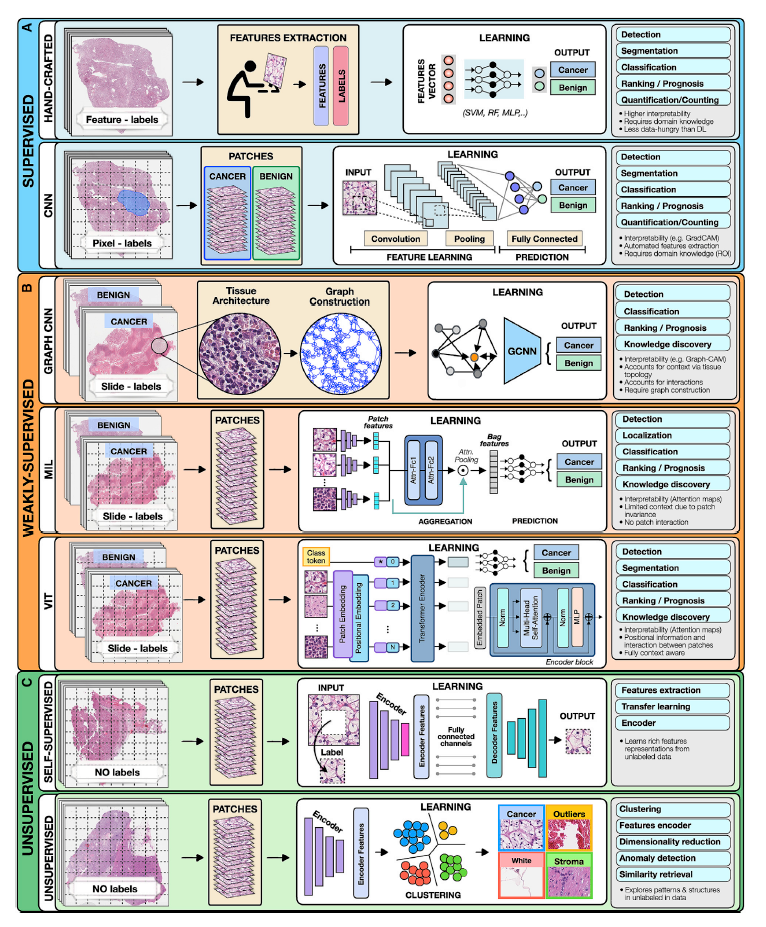 A
SUPERVISED
HAND-CRAFTED
Feature - labels
FEATURES EXTRACTION
FEATURES
LABELS
LEARNING
FEATURES
VECTOR
(SVM, RF, MLP,..)
OUTPUT
Cancer
Benign
Detection
Segmentation
Classification
Ranking / Prognosis
Quantification/Counting
• Higher interpretability
• Requires domain knowledge
• Less data-hungry than DL
CNN
Pixel - labels
PATCHES
CANCER
BENIGN
LEARNING
INPUT
OUTPUT
Cancer
Benign
Convolution
Pooling
Fully Connected
FEATURE LEARNING
PREDICTION
Detection
Segmentation
Classification
Ranking / Prognosis
Quantification/Counting
• Interpretability (e.g. GradCAM)
• Automated features extraction
• Requires domain knowledge (ROI)
B
WEAKLY-SUPERVISED
GRAPH CNN
BENIGN
CANCER
Slide - labels
Tissue
Architecture
Graph
Construction
LEARNING
GCNN
OUTPUT
Cancer
Benign
Detection
Classification
Ranking / Prognosis
Knowledge discovery
• Interpretability (e.g. Graph-CAM)
• Accounts for context via tissue
topology
• Accounts for interactions
• Require graph construction
MIL
BENIGN
CANCER
Slide - labels
PATCHES
LEARNING
Patch
features
Attn-Fc1
Attn-Fc2
Attn.
Pooling
Bag
features
OUTPUT
Cancer
Benign
AGGREGATION
PREDICTION
Detection
Localization
Classification
Ranking / Prognosis
Knowledge discovery
• Interpretability (Attention maps)
• Limited context due to patch
invariance
• No patch interaction
VIT
BENIGN
CANCER
Slide - labels
PATCHES
LEARNING
Class
token
Patch Embedding
Positional Embedding
* 0
1
2
N
Transformer Encoder
Cancer
Benign
Embedded Patch
Norm
Multi-Head
Self-Attention
Norm
MLP
Encoder block
Detection
Segmentation
Classification
Ranking / Prognosis
Knowledge discovery
• Interpretability (Attention maps)
• Positional information and
interaction between patches
• Fully context aware
C
UNSUPERVISED
SELF-SUPERVISED
NO labels
PATCHES
LEARNING
INPUT
Label
Encoder
Encoder Features
Fully
connected
channels
Decoder Features
OUTPUT
Features extraction
Transfer learning
Encoder
• Learns rich features
representations from
unlabeled data
UNSUPERVISED
NO labels
PATCHES
LEARNING
Encoder
Encoder Features
CLUSTERING
Cancer
Outliers
White
Stroma
Clustering
Features encoder
Dimensionality reduction
Anomaly detection
Similarity retrieval
• Explores patterns & structures
in unlabeled in data